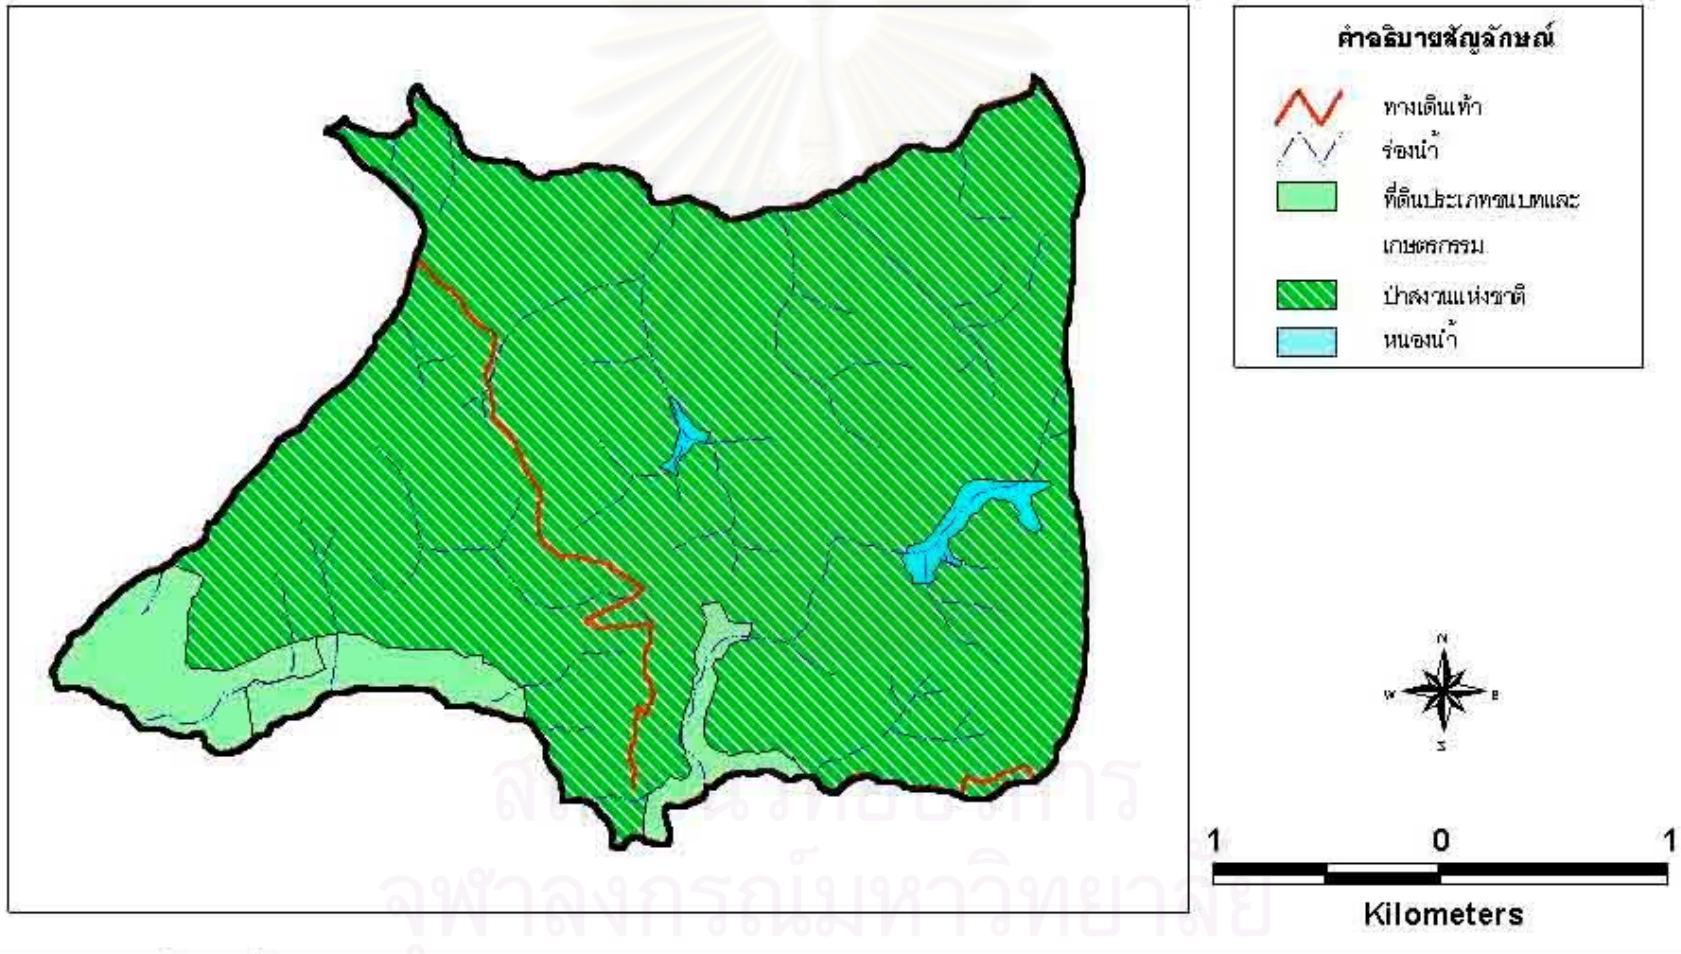 คำอธิบายสัญลักษณ์
ทางเดินเท้า
ร่องน้ำ
ที่ดินประเภทชนบทและ
เกษตรกรรม
ป่าสงวนแห่งชาติ
หนองน้ำ
N
W E
S
1 0 1
Kilometers
สถาบันวิทยบริการ
จุฬาลงกรณ์มหาวิทยาลัย